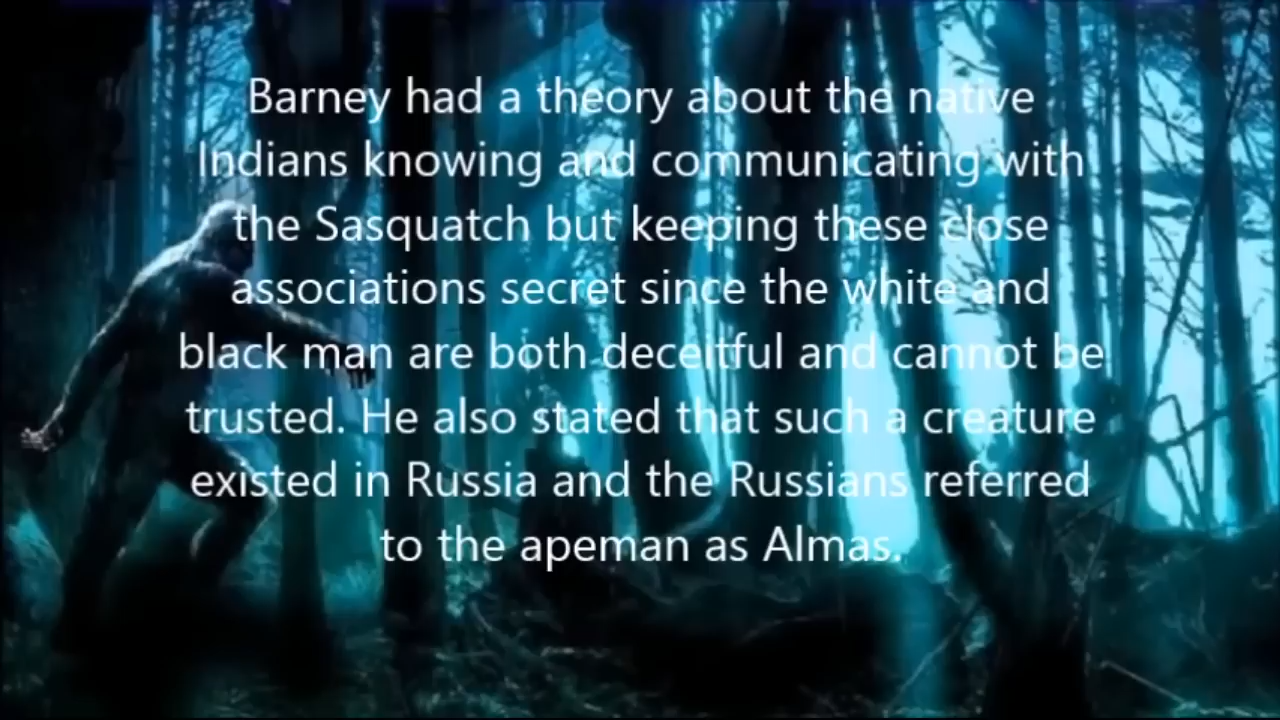 Barney had a theory about the native
Indians knowing and communicating with
the Sasquatch but keeping these close
associations secret since the white and
black man are both deceitful and cannot be
trusted. He also stated that such a creature
existed in Russia and the Russians referred
to the apeman as Almas.